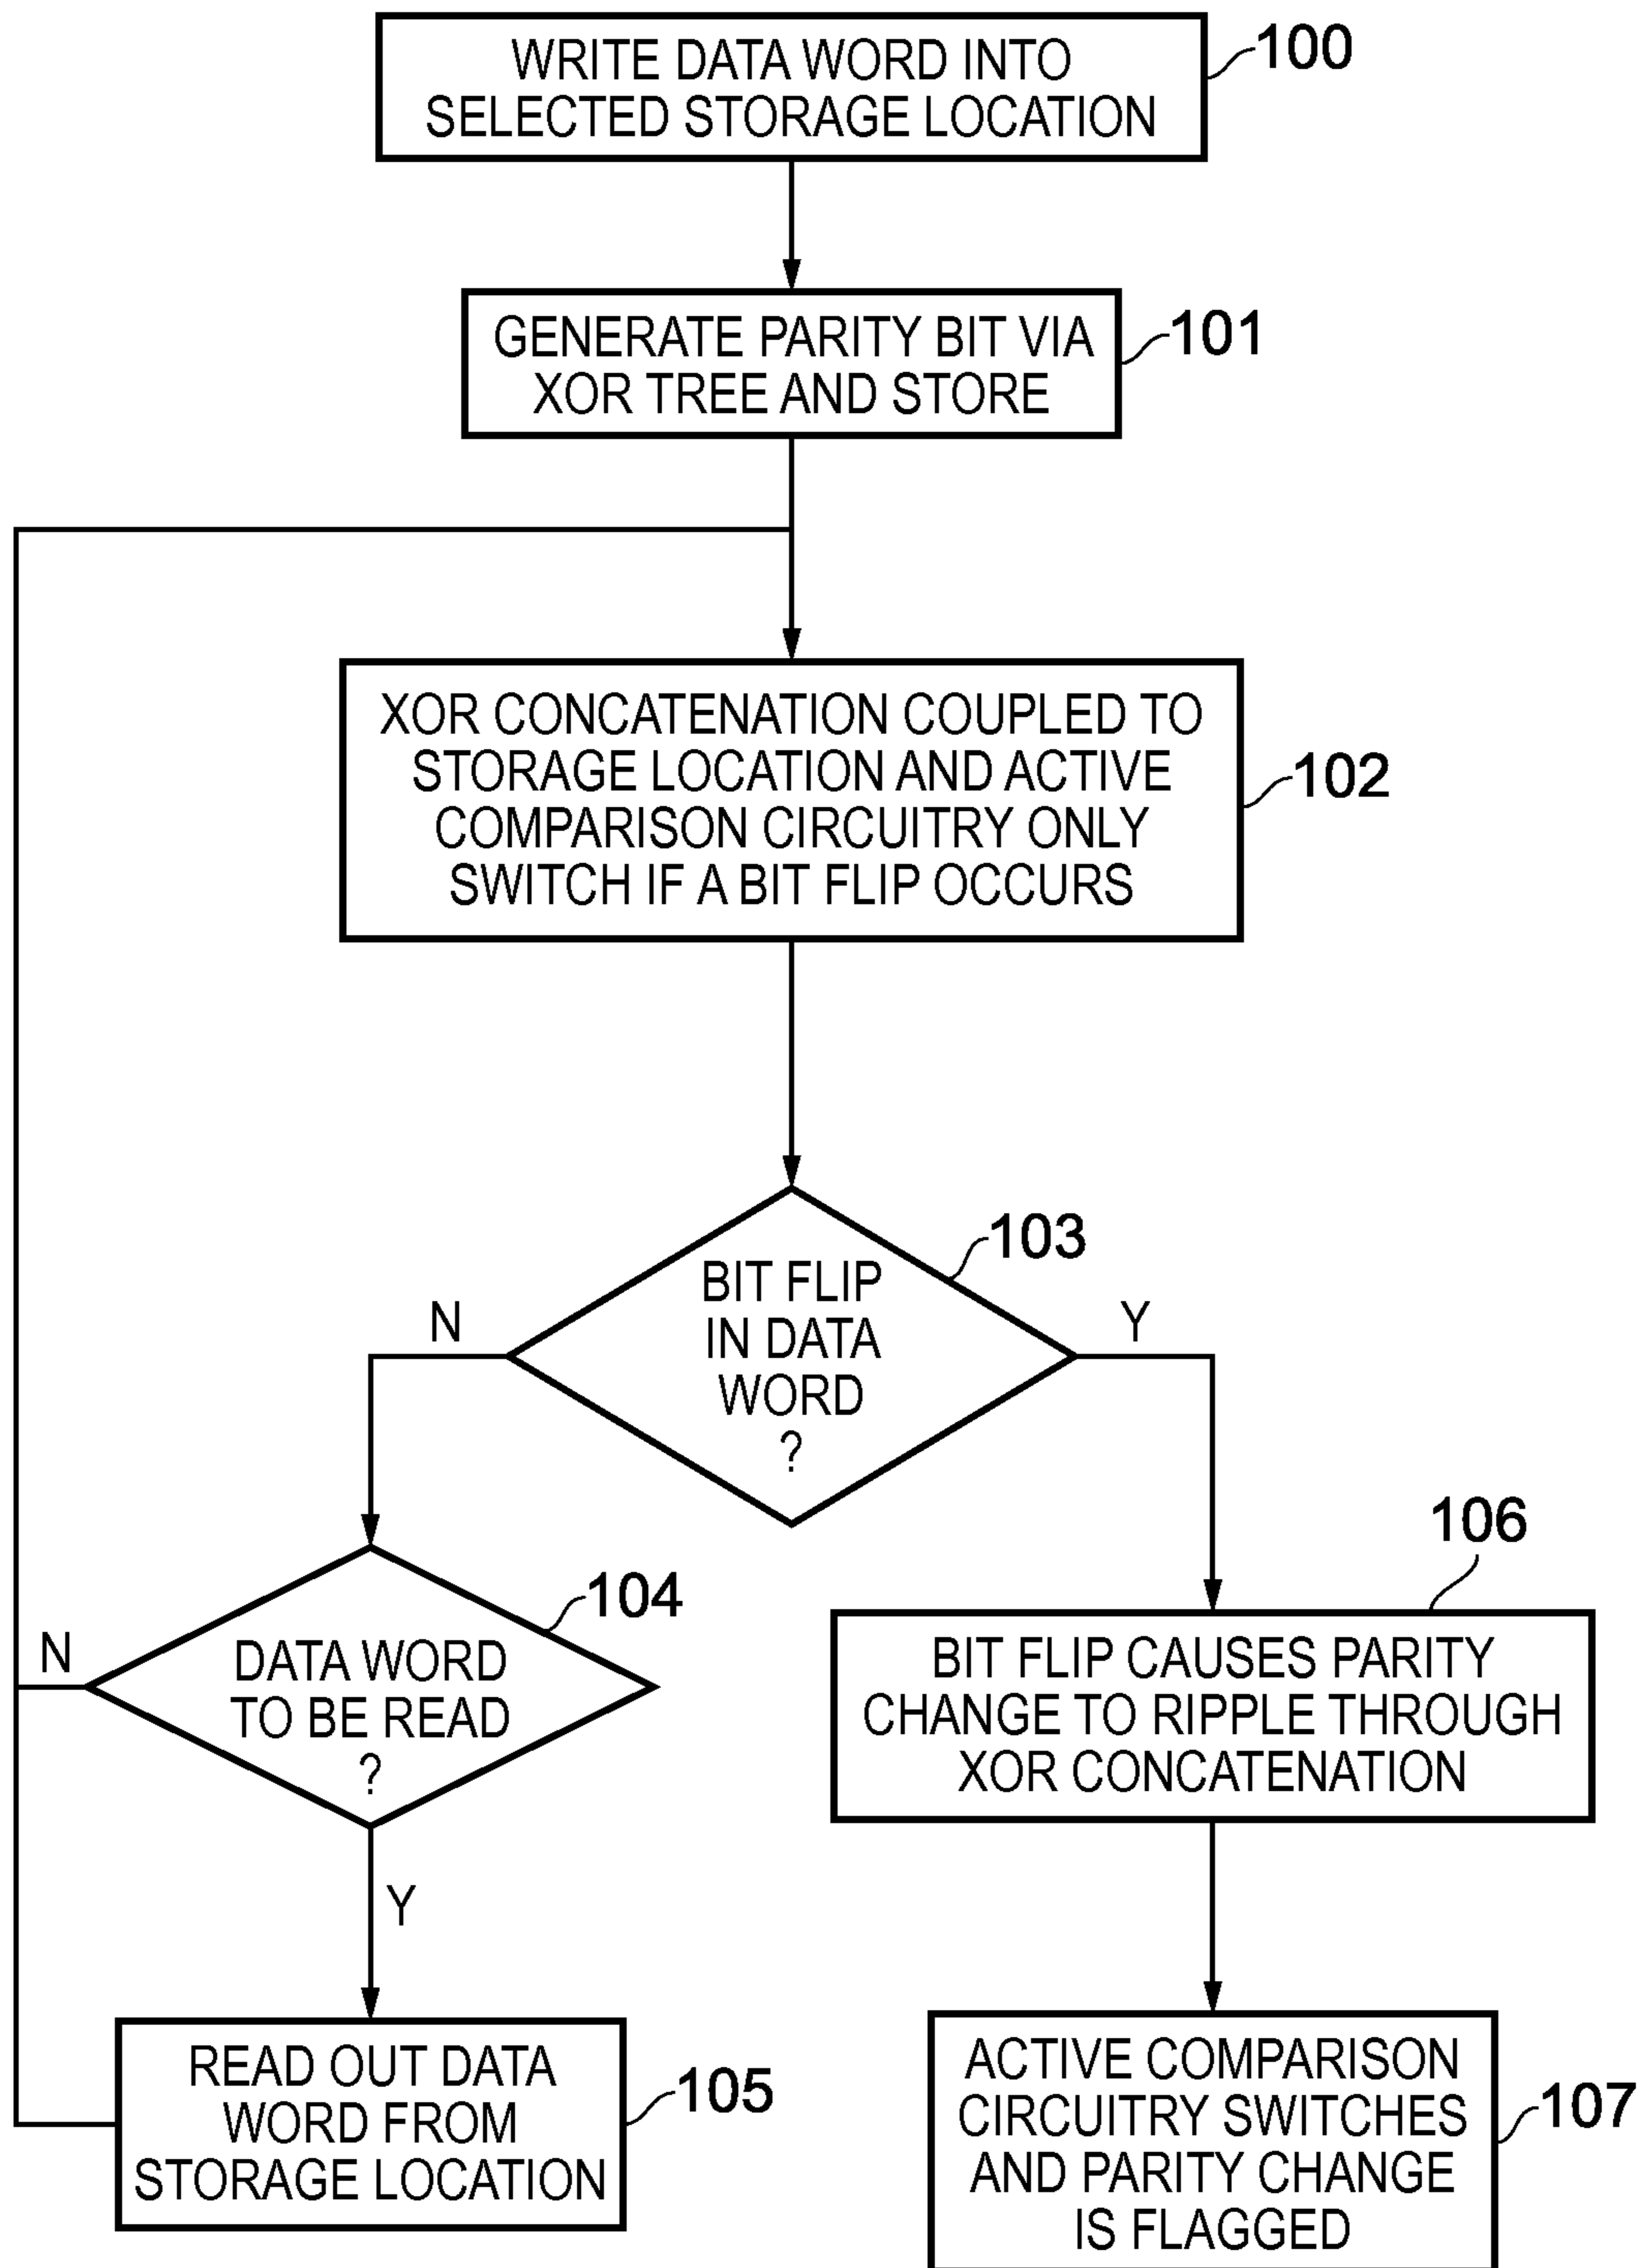 WRITE DATA WORD INTO
SELECTED STORAGE LOCATION
100
GENERATE PARITY BIT VIA
XOR TREE AND STORE
101
XOR CONCATENATION COUPLED TO
STORAGE LOCATION AND ACTIVE
COMPARISON CIRCUITRY ONLY
SWITCH IF A BIT FLIP OCCURS
102
BIT FLIP
IN DATA
WORD
?
103
N
Y
DATA WORD
TO BE READ
?
104
N
Y
READ OUT DATA
WORD FROM
STORAGE LOCATION
105
106
BIT FLIP CAUSES PARITY
CHANGE TO RIPPLE THROUGH
XOR CONCATENATION
ACTIVE COMPARISON
CIRCUITRY SWITCHES
AND PARITY CHANGE
IS FLAGGED
107